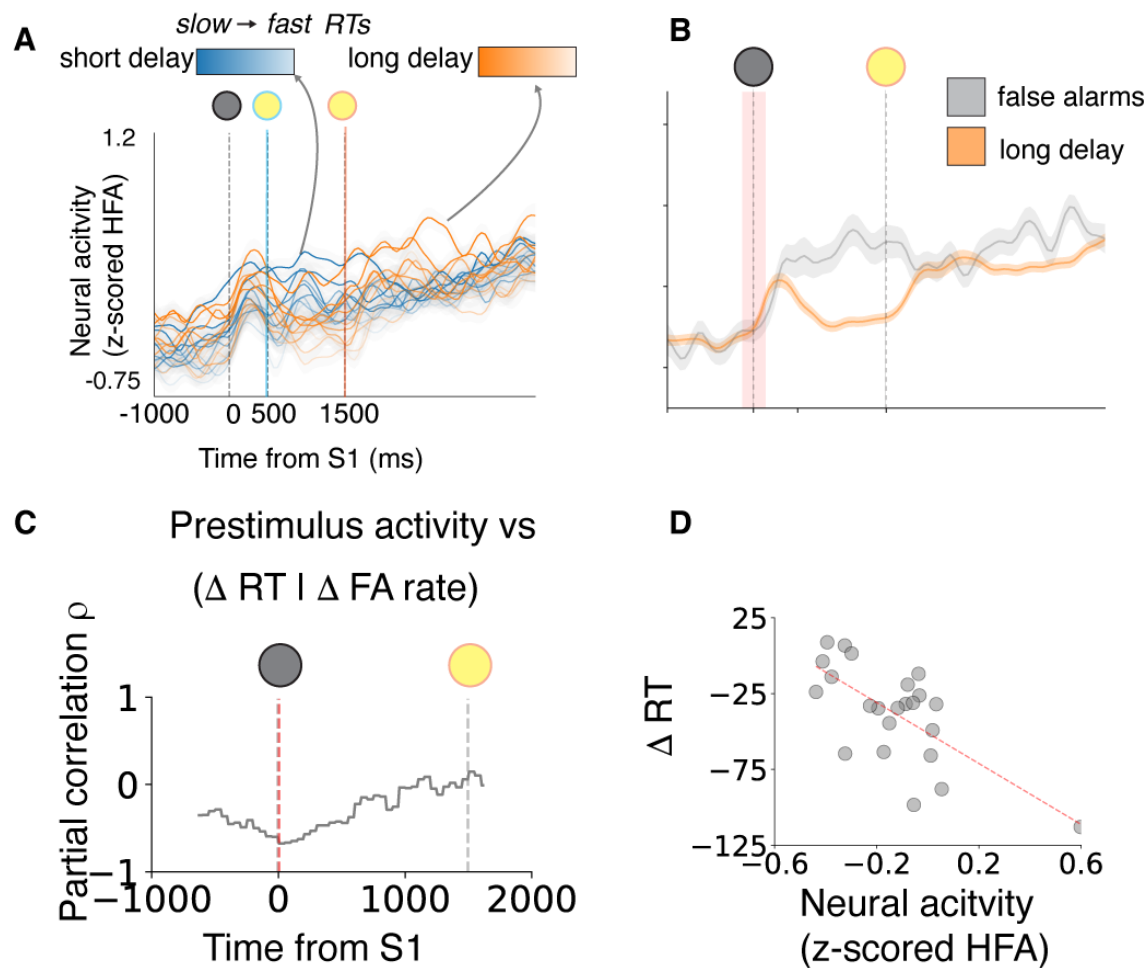 A
slow → fast RTs
short delay
long delay
1.2
Neural acitvity
(z-scored HFA)
-0.75
-1000
0
500
1500
Time from S1 (ms)
B
false alarms
long delay
C
Prestimulus activity vs
(Δ RT | Δ FA rate)
Partial correlation ρ
1
0
−1
−1000
0
1000
2000
Time from S1
D
Δ RT
25
−25
−75
−125
−0.6
−0.2
0.2
0.6
Neural acitvity
(z-scored HFA)